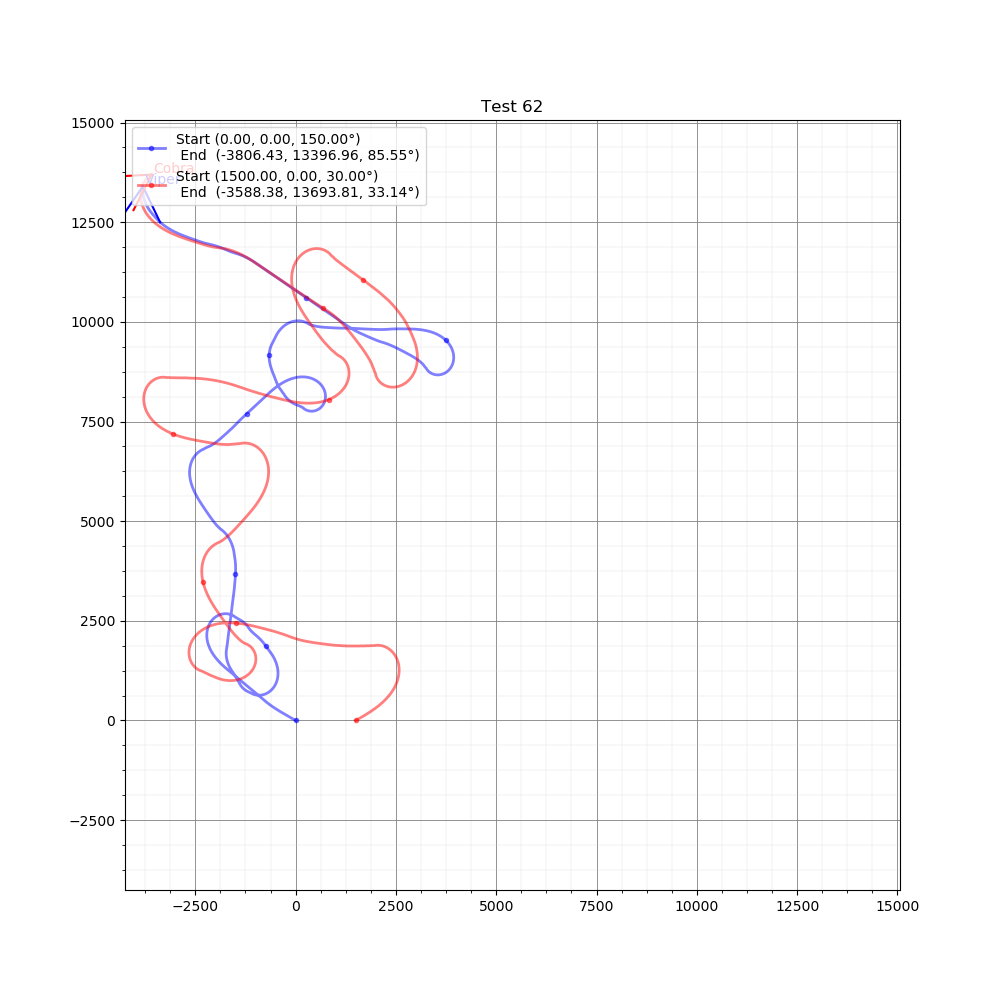 Test 62
15000
12500
10000
7500
5000
2500
0
−2500
Start (0.00, 0.00, 150.00°)
End (-3806.43, 13396.96, 85.55°)
Start (1500.00, 0.00, 30.00°)
End (-3588.38, 13693.81, 33.14°)
Cobra
−2500 0 2500 5000 7500 10000 12500 15000